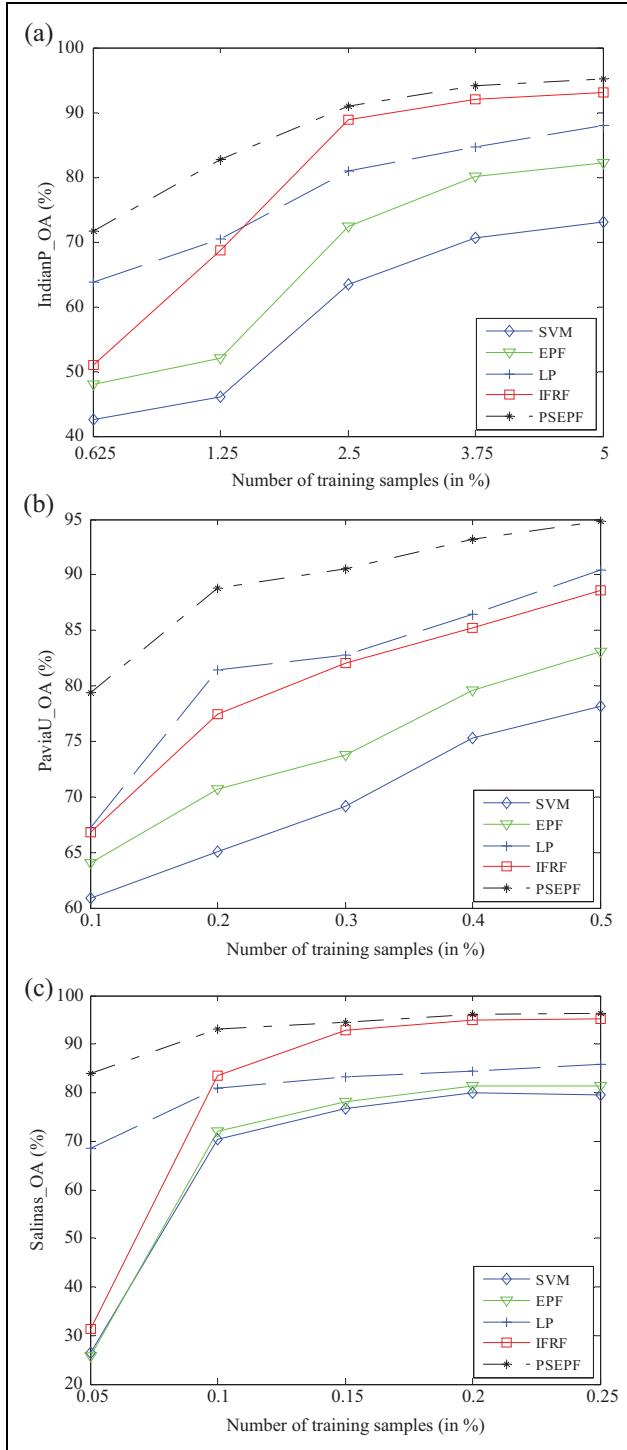 (a)
100
90
80
70
60
50
40
IndianP_OA (%)
0.625 1.25 2.5 3.75 5
Number of training samples (in %)
SVM
EPF
LP
IFRF
PSEPF
(b)
95
90
85
80
75
70
65
60
PaviaU_OA (%)
0.1 0.2 0.3 0.4 0.5
Number of training samples (in %)
SVM
EPF
LP
IFRF
PSEPF
(c)
100
90
80
70
60
50
40
30
20
Salinas_OA (%)
0.05 0.1 0.15 0.2 0.25
Number of training samples (in %)
SVM
EPF
LP
IFRF
PSEPF